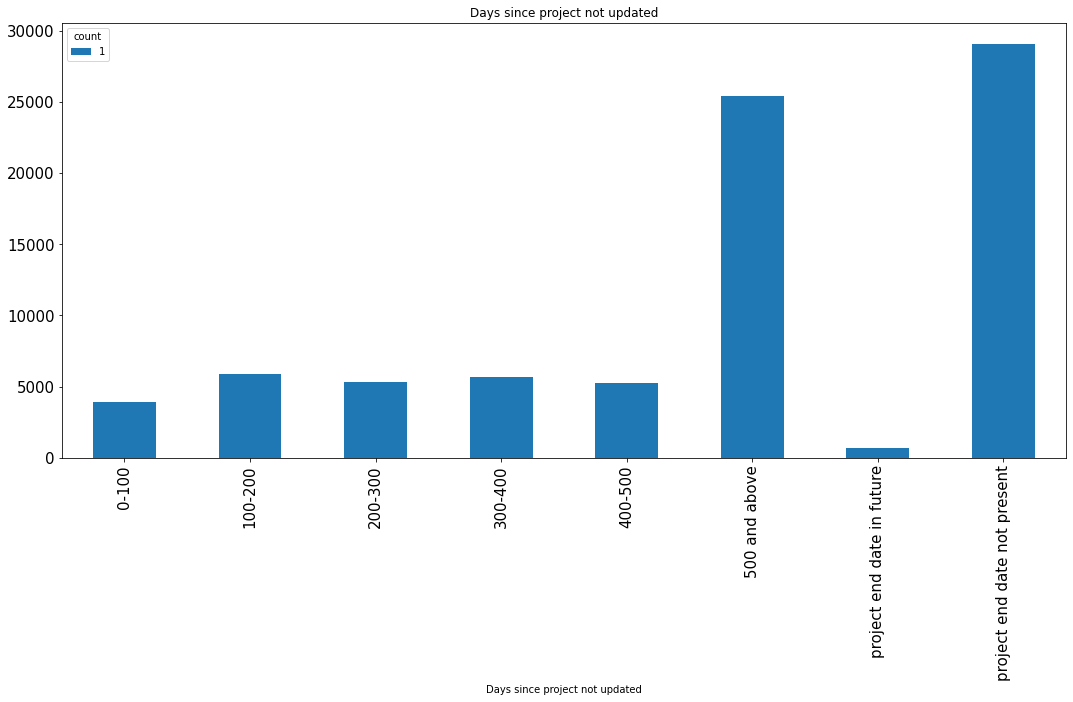 Days since project not updated
count
1
30000
25000
20000
15000
10000
5000
0
0-100
100-200
200-300
300-400
400-500
500 and above
project end date in future
project end date not present
Days since project not updated